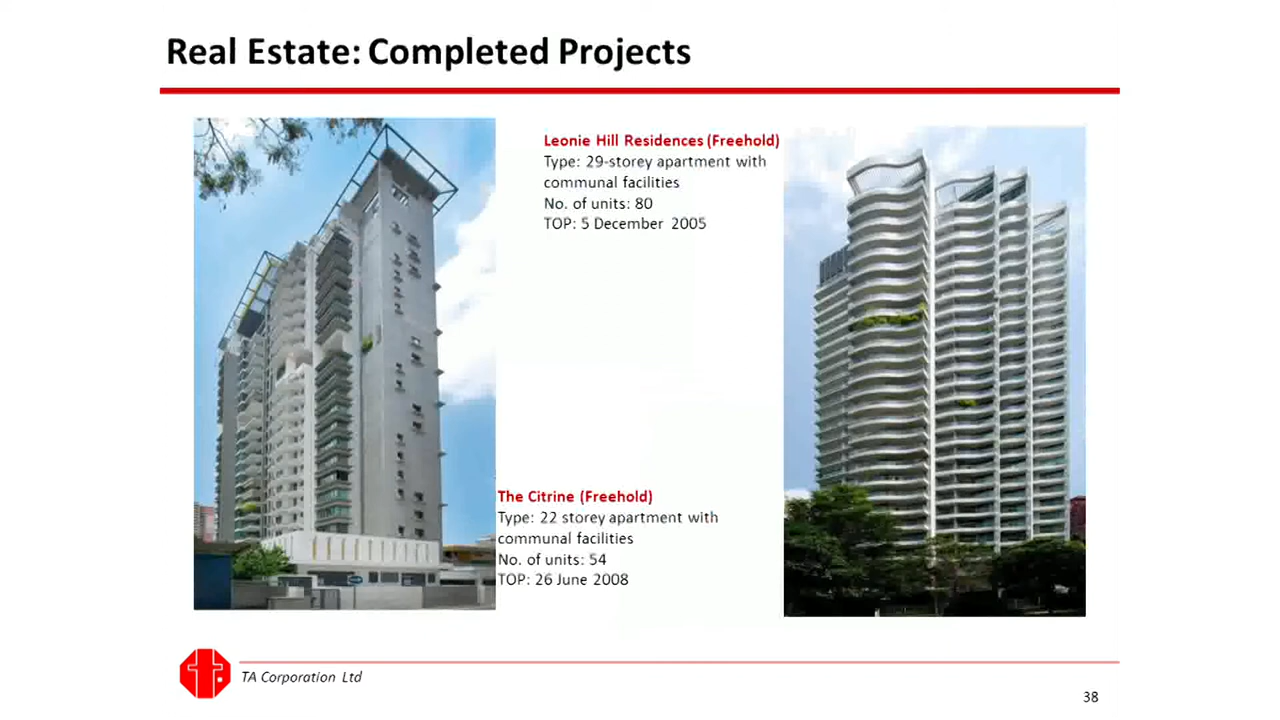 Real Estate: Completed Projects
Leonie Hill Residences (Freehold)
Type: 29-storey apartment with
communal facilities
No. of units: 80
TOP: 5 December 2005
The Citrine (Freehold)
Type: 22 storey apartment with
communal facilities
No. of units: 54
TOP: 26 June 2008
TA Corporation Ltd
38